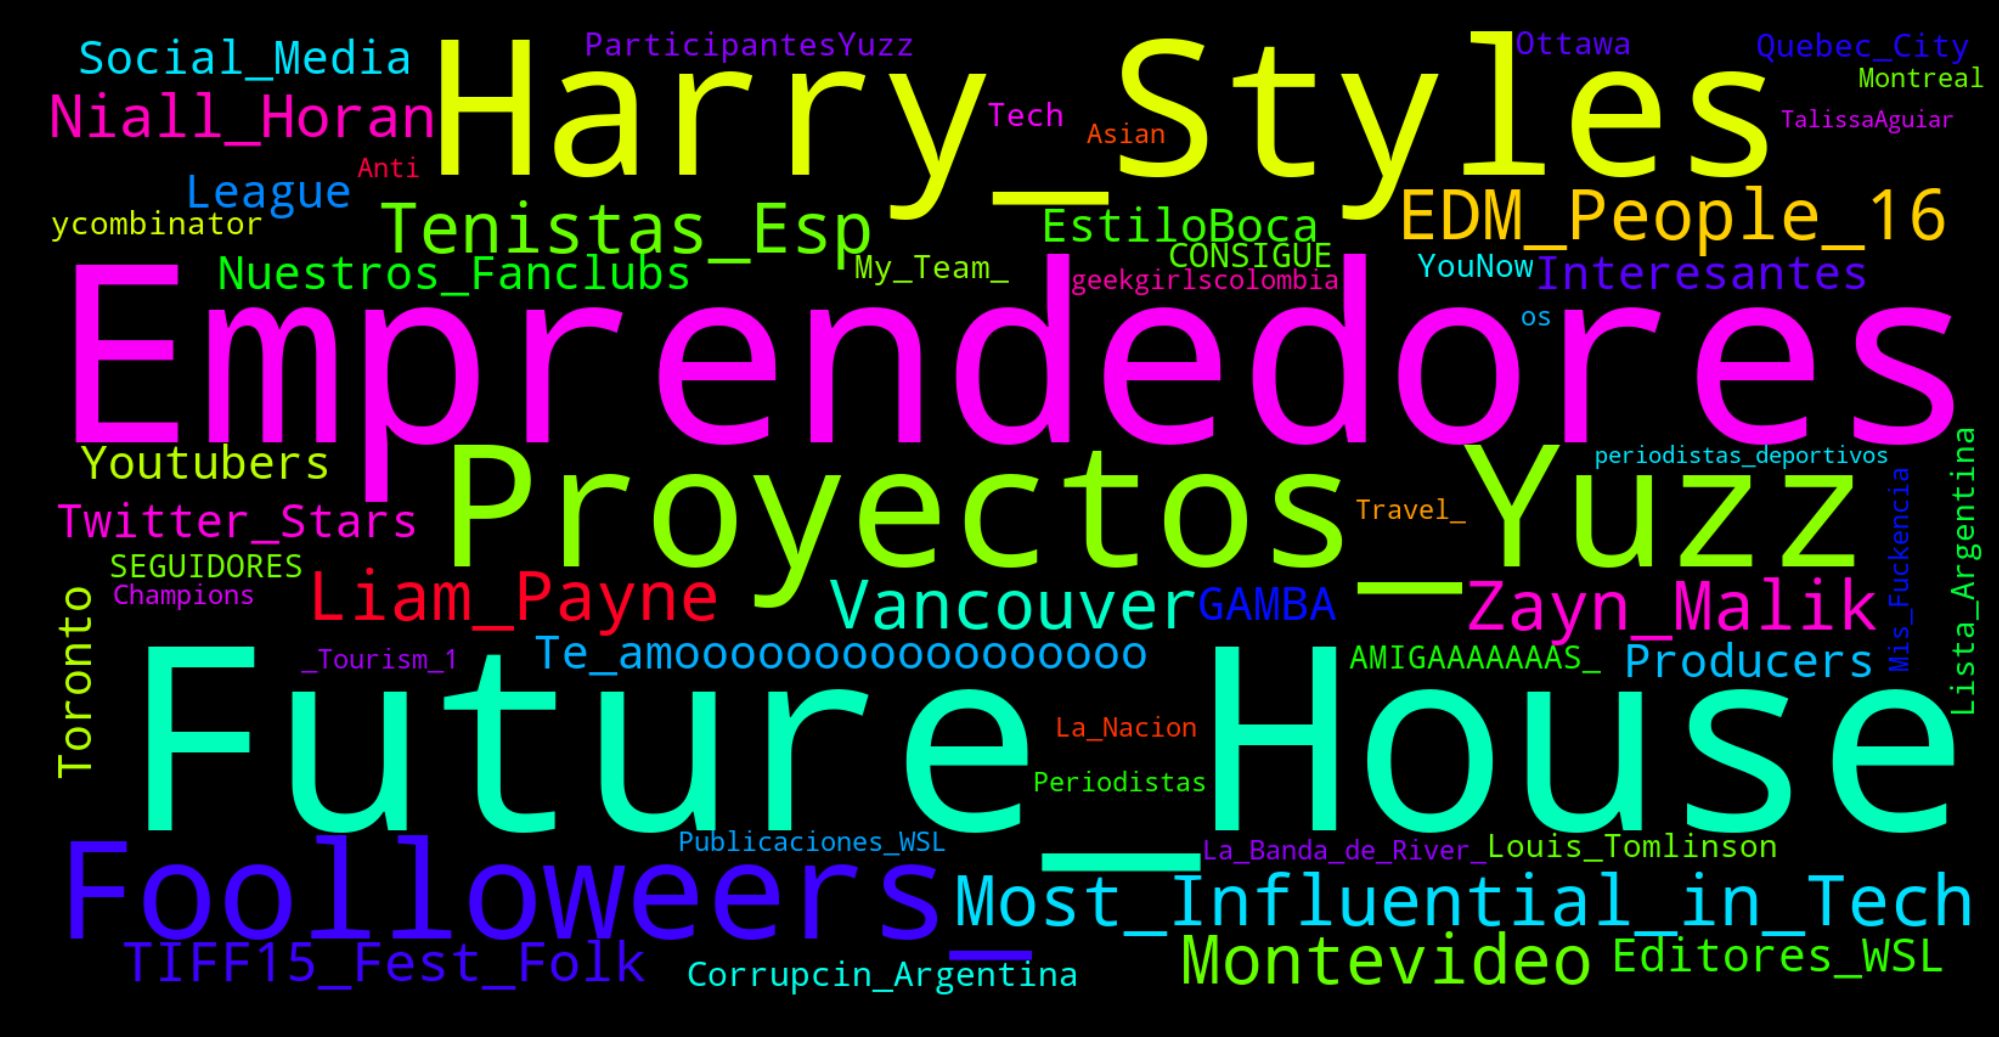 Social_Media
ParticipantesYuzz
Harry_Styles
Ottawa
Quebec_City
Montreal
Niall_Horan
Tech
Asian
TalissaAguiar
Anti
League
ycombinator
Tenistas_Esp
EstiloBoca
EDM_People_16
CONSIGUE
Nuestros_Fanclubs
My_Team_
geekgirlscolombia
YouNow
Interesantes
os
Emprendedores
Youtubers
Proyectos_Yuzz
periodistas_deportivos
Twitter_Stars
Travel_
Mis_Fuckencia
Lista_Argentina
SEGUIDORES
Champions
Liam_Payne
Vancouver
GAMBA
Zayn_Malik
Toronto
_Tourism_1
Te_amooooooooooooooooo
AMIGAAAAAAAS_
Producers
Future_House
La_Nacion
Periodistas
Publicaciones_WSL
La_Banda_de_River_
Louis_Tomlinson
Foolloweers_
Most_Influential_in_Tech
TIFF15_Fest_Folk
Corrupcin_Argentina
Montevideo
Editores_WSL